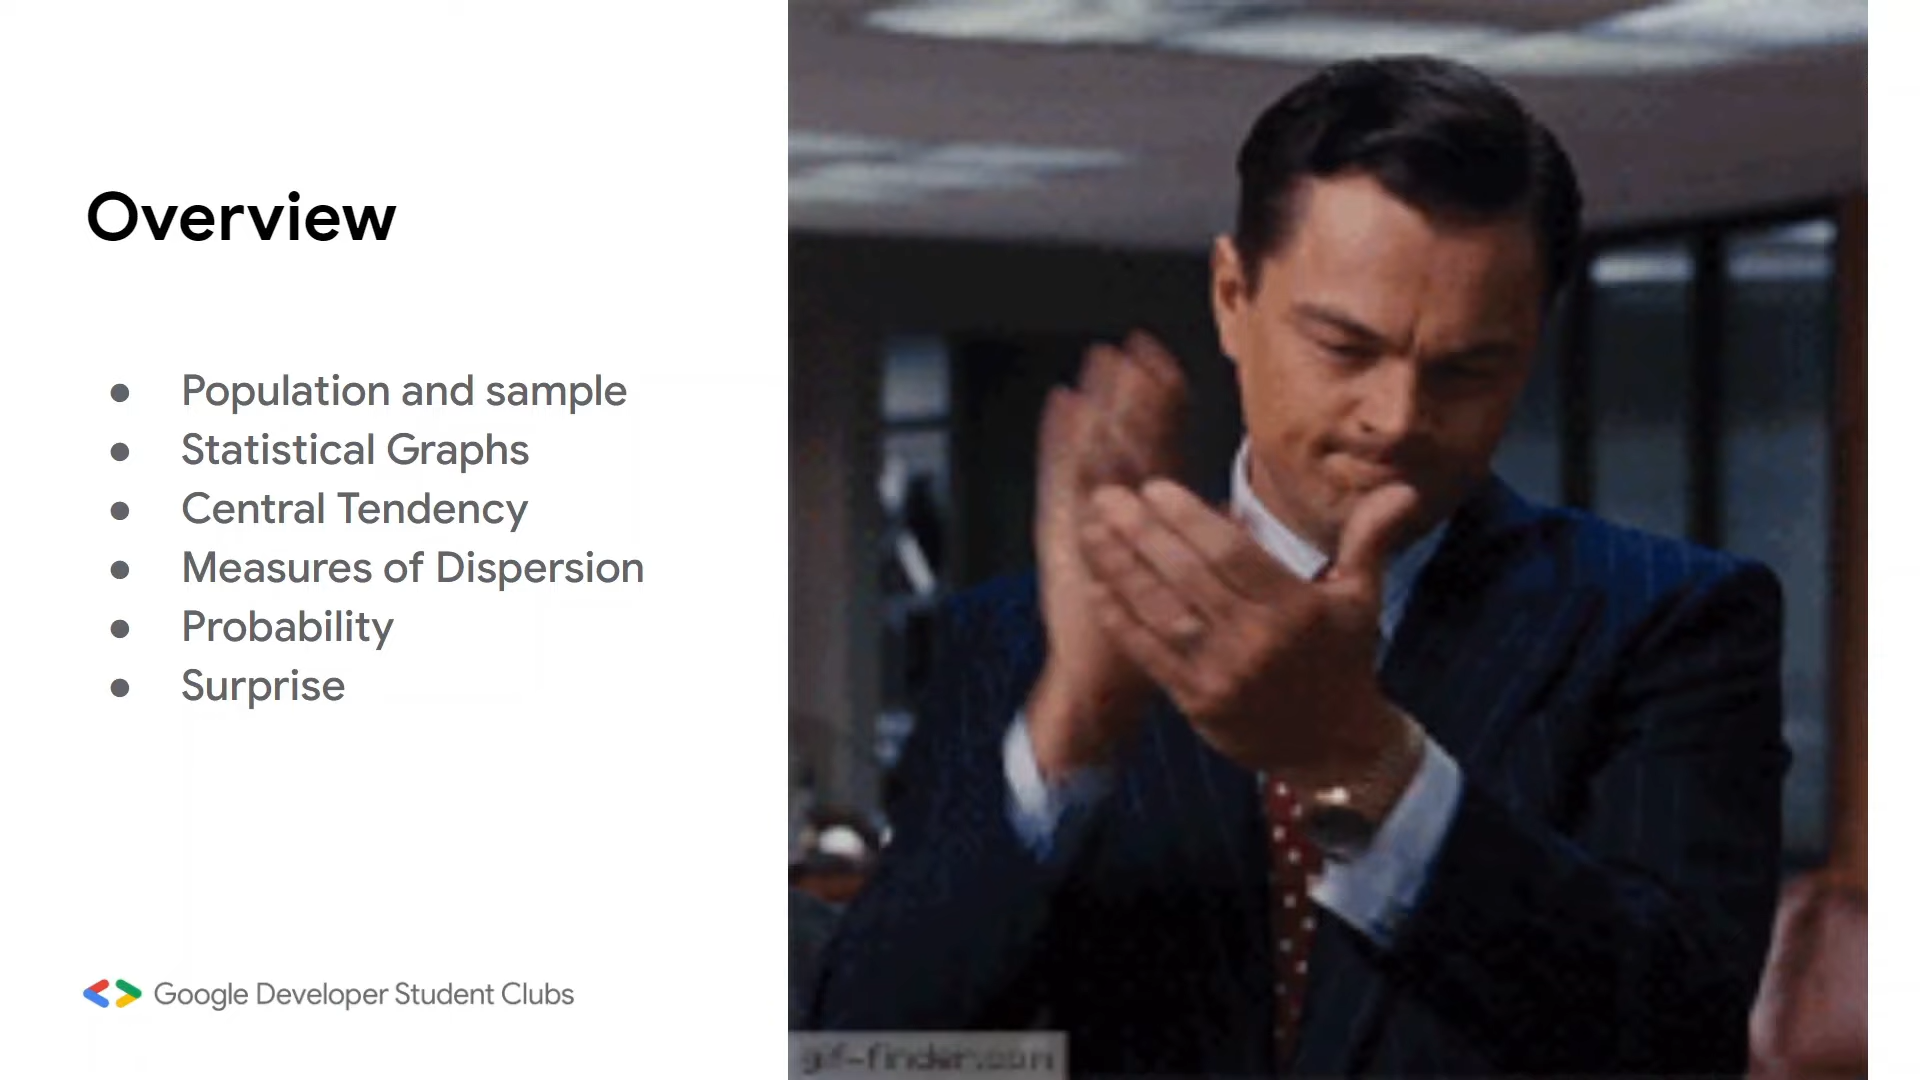 Overview
● Population and sample
● Statistical Graphs
● Central Tendency
● Measures of Dispersion
● Probability
● Surprise
Google Developer Student Clubs
gif-finder.com